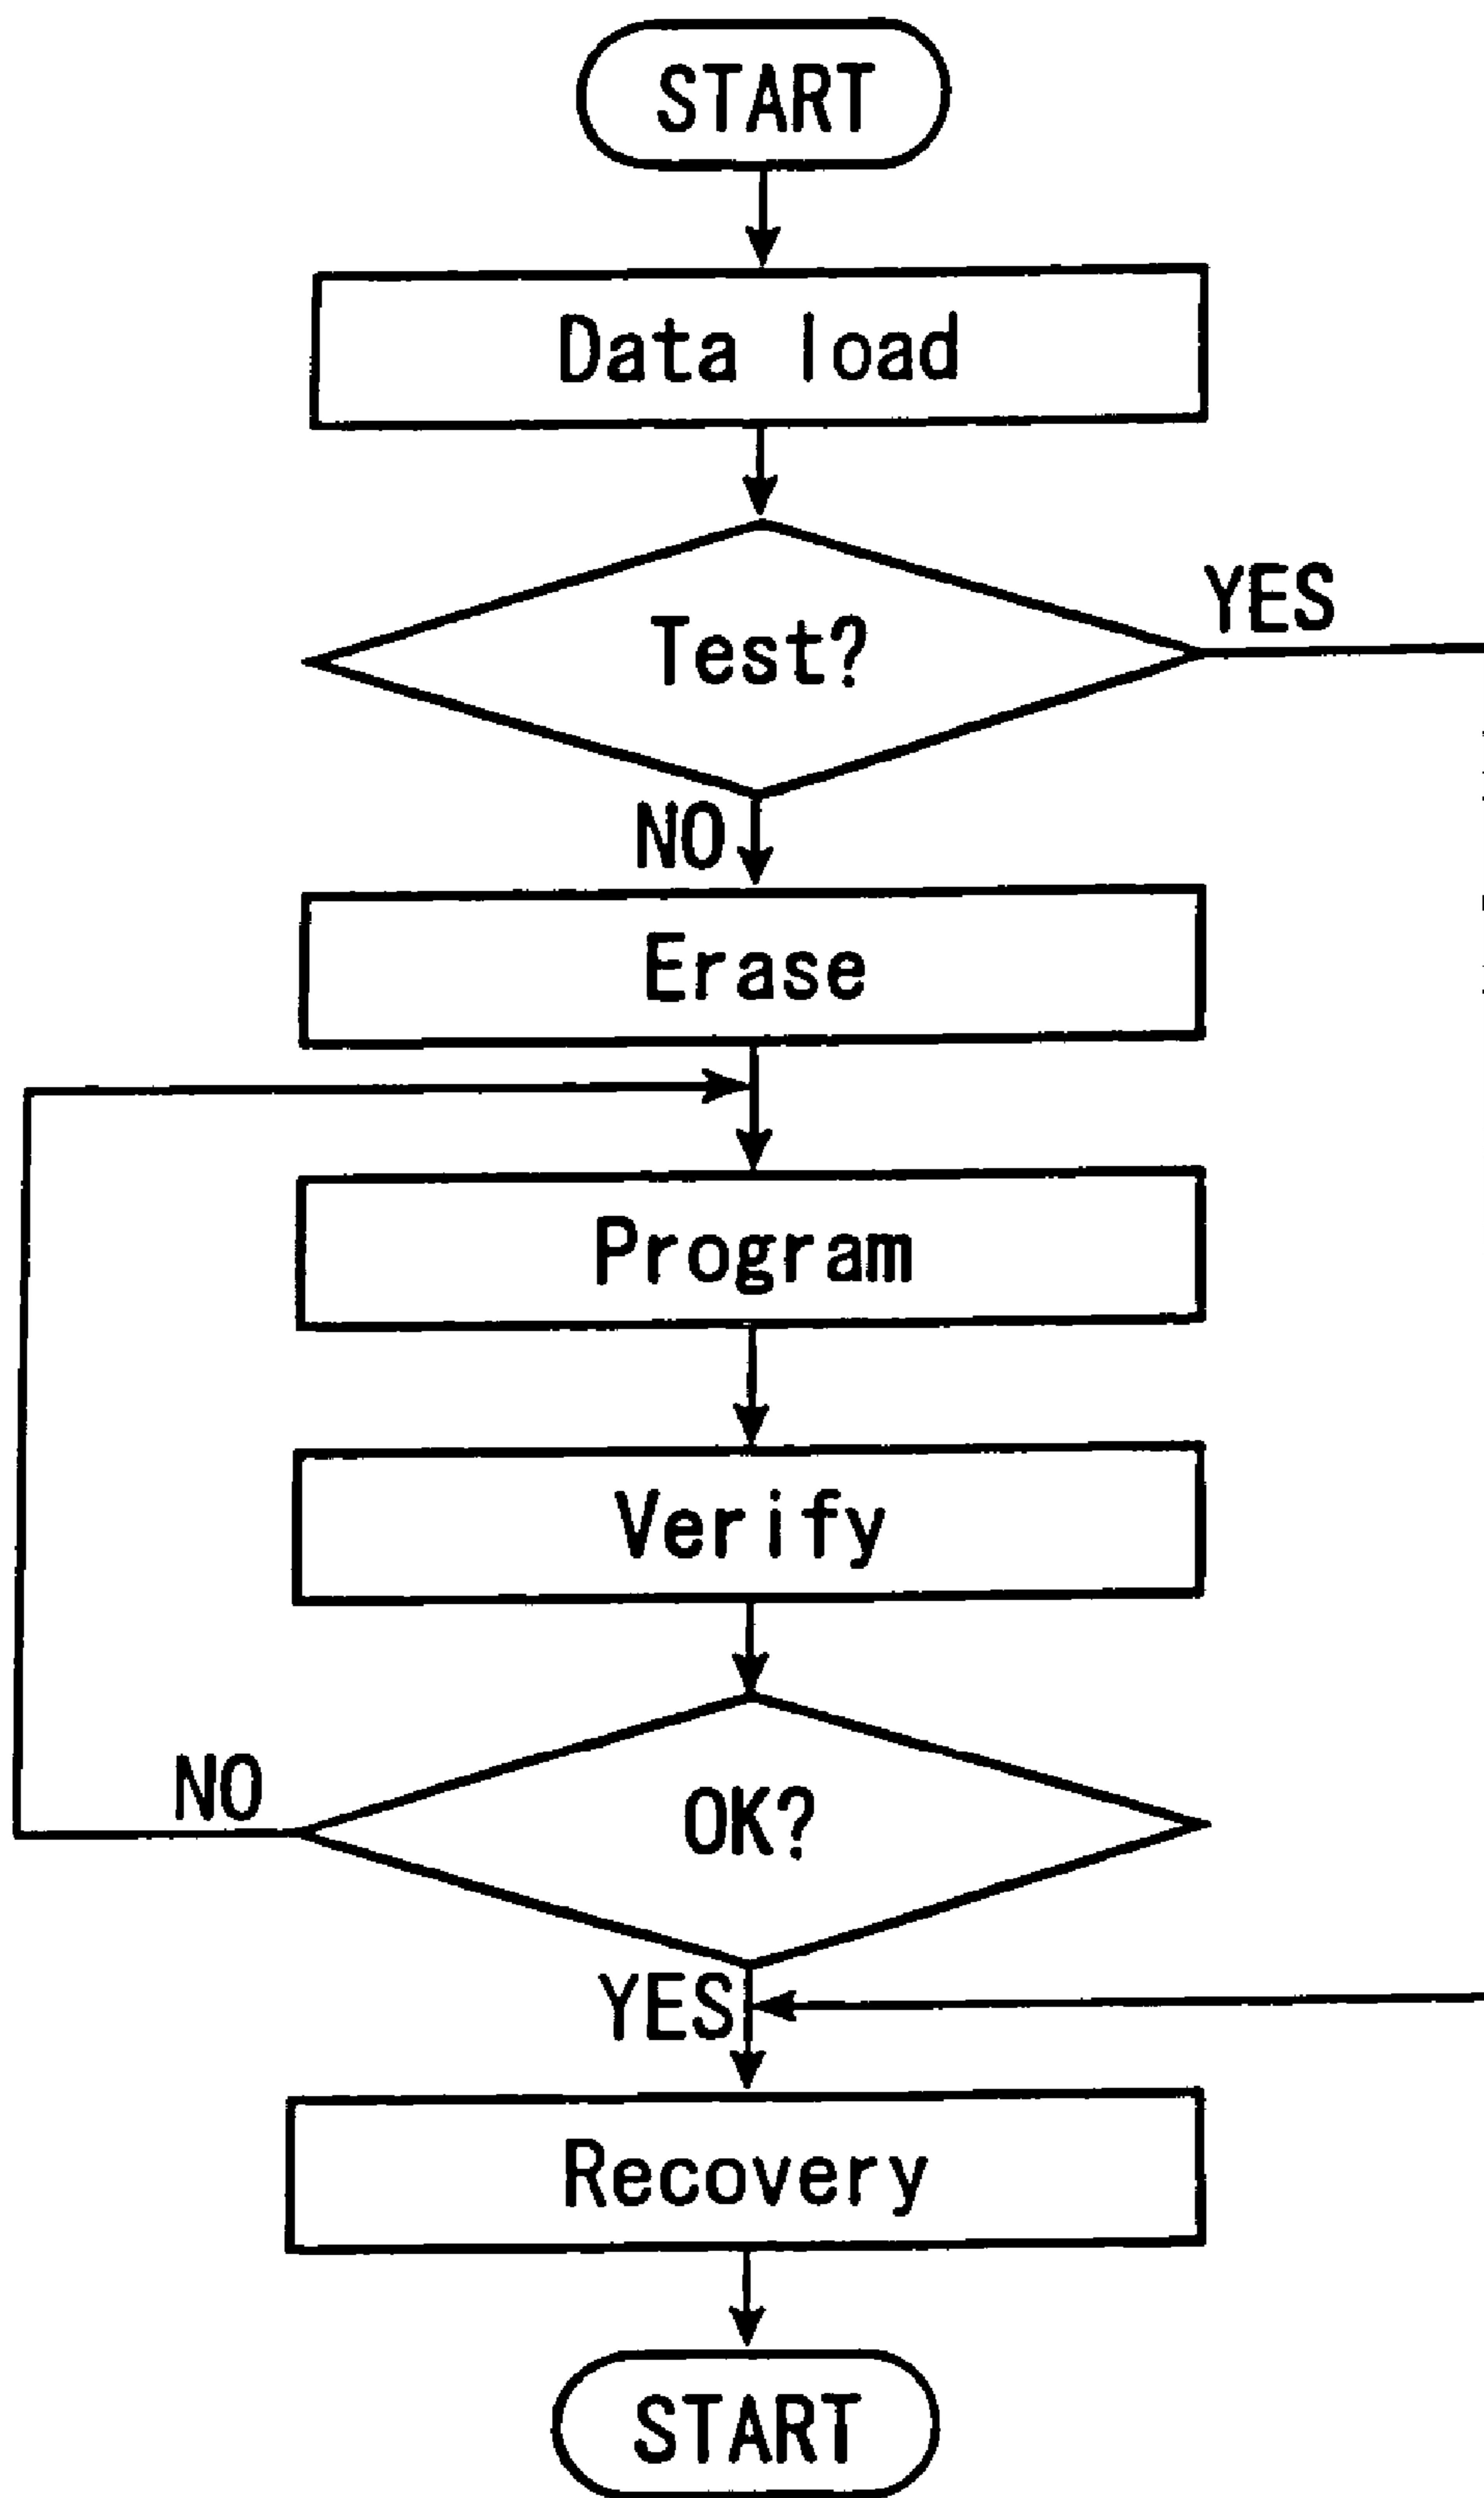 START
Data load
Test?
YES
NO
Erase
Program
Verify
NO
OK?
YES
Recovery
START